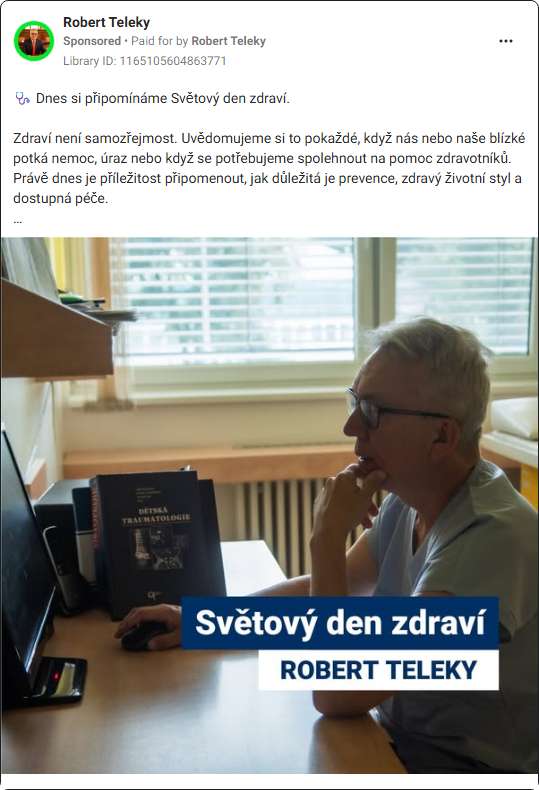 Robert Teleky
Sponsored • Paid for by Robert Teleky
Library ID: 1165105604863771
Dnes si připomínáme Světový den zdraví.
Zdraví není samozřejmost. Uvědomujeme si to pokaždé, když nás nebo naše blízké
potká nemoc, úraz nebo když se potřebujeme spolehnout na pomoc zdravotníků.
Právě dnes je příležitost připomenout, jak důležitá je prevence, zdravý životní styl a
dostupná péče.
...
DĚTSKÁ
TRAUMATOLOGIE
Světový den zdraví
ROBERT TELEKY